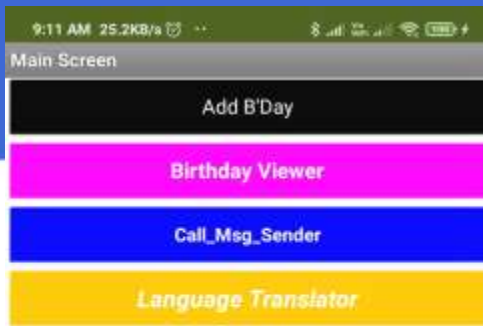 9:11 AM 25.2KB/s
Main Screen
Add B'Day
Birthday Viewer
Call_Msg_Sender
Language Translator